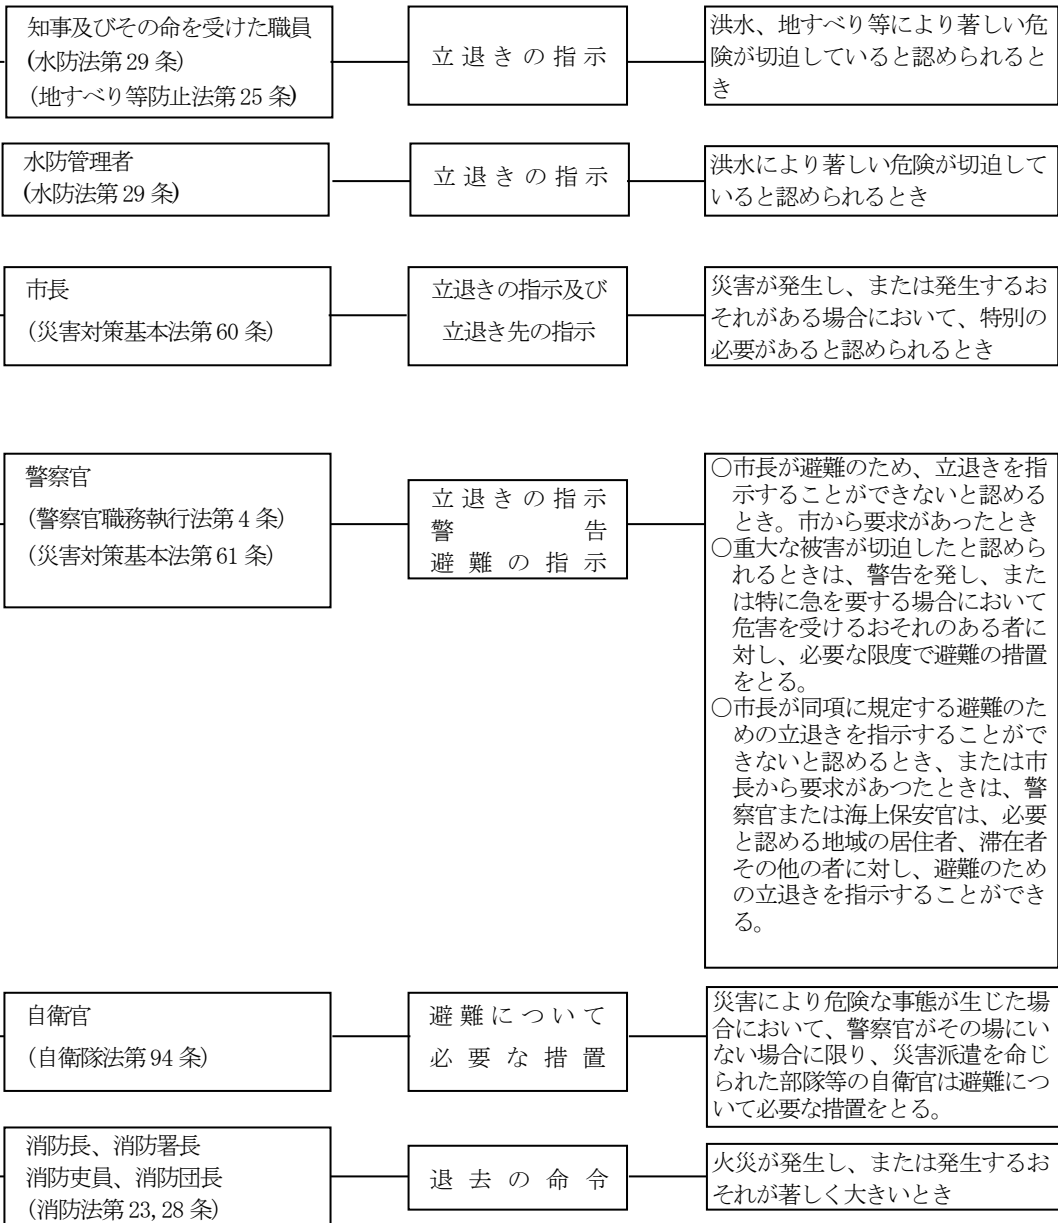 知事及びその命を受けた職員
(水防法第29条)
(地すべり等防止法第25条)
立退きの指示
洪水、地すべり等により著しい危
険が切迫していると認められると
き
水防管理者
(水防法第29条)
立退きの指示
洪水により著しい危険が切迫して
いると認められるとき
市長
(災害対策基本法第60条)
立退きの指示及び
立退き先の指示
災害が発生し、または発生するお
それがある場合において、特別の
必要があると認められるとき
警察官
(警察官職務執行法第4条)
(災害対策基本法第61条)
立退きの指示
警告
避難の指示
○市長が避難のため、立退きを指
示することができないと認める
とき。市から要求があったとき
○重大な被害が切迫したと認めら
れるときは、警告を発し、また
は特に急を要する場合において
危害を受けるおそれのある者に
対し、必要な限度で避難の措置
をとる。
○市長が同項に規定する避難のた
めの立退きを指示することがで
きないと認めるとき、または市
長から要求があつたときは、警
察官または海上保安官は、必要
と認める地域の居住者、滞在者
その他の者に対し、避難のため
の立退きを指示することができ
る。
自衛官
(自衛隊法第94条)
避難について
必要な措置
災害により危険な事態が生じた場
合において、警察官がその場にい
ない場合に限り、災害派遣を命じ
られた部隊等の自衛官は避難につ
いて必要な措置をとる。
消防長、消防署長
消防吏員、消防団長
(消防法第23,28条)
退去の命令
火災が発生し、または発生するお
それが著しく大きいとき